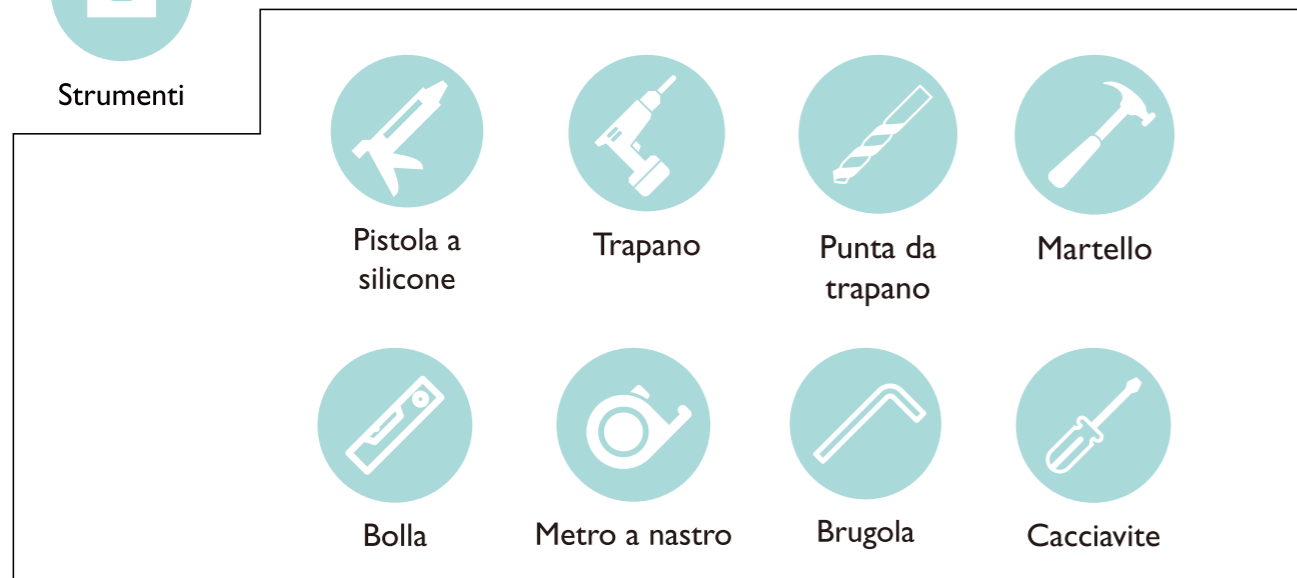 Strumenti
Pistola a
silicone
Trapano
Punta da
trapano
Martello
Bolla
Metro a nastro
Brugola
Cacciavite